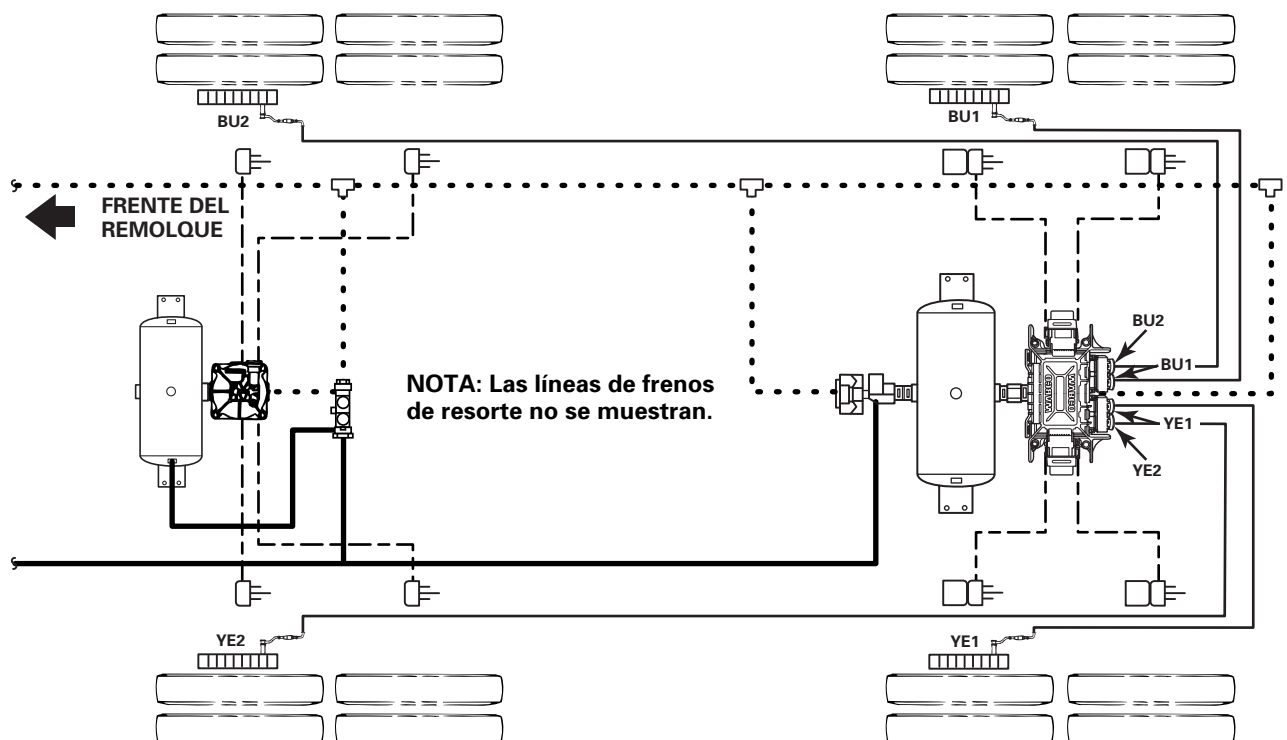 BU2
BU1
FRENTE DEL
REMOLQUE
NOTA: Las líneas de frenos
de resorte no se muestran.
BU2
BU1
YE1
YE2
WABCO
YE2
YE1